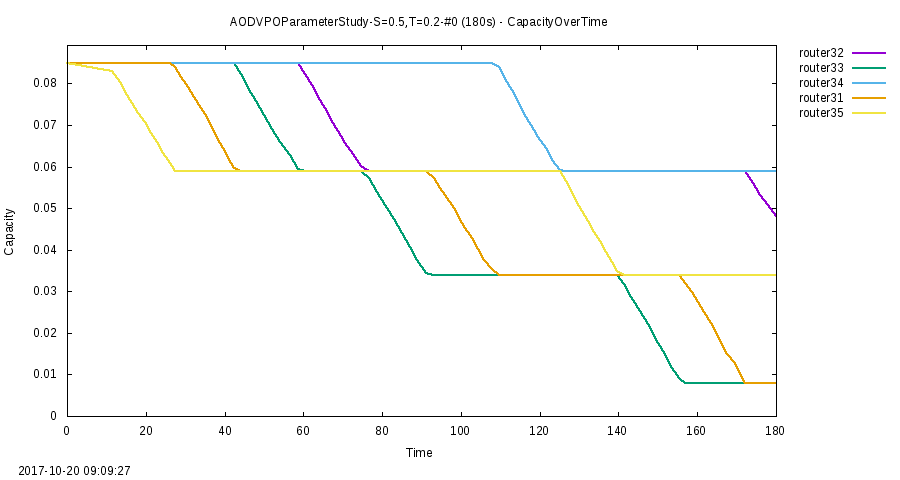 AODVPOParameterStudy-S=0.5,T=0.2-#0 (180s) - CapacityOverTime
router32
router33
router34
router31
router35
0.08
0.07
0.06
0.05
0.04
0.03
0.02
0.01
0
Capacity
0 20 40 60 80 100 120 140 160 180
Time
2017-10-20 09:09:27